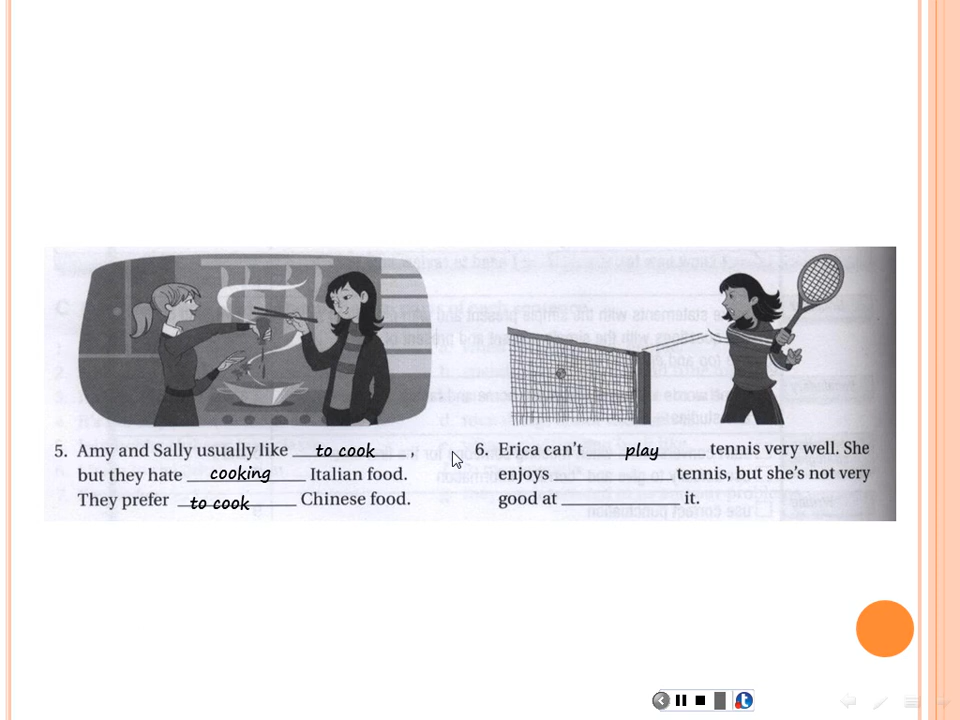 5. Amy and Sally usually like to cook ,
but they hate cooking Italian food.
They prefer to cook Chinese food.
6. Erica can't play tennis very well. She
enjoys tennis, but she's not very
good at it.